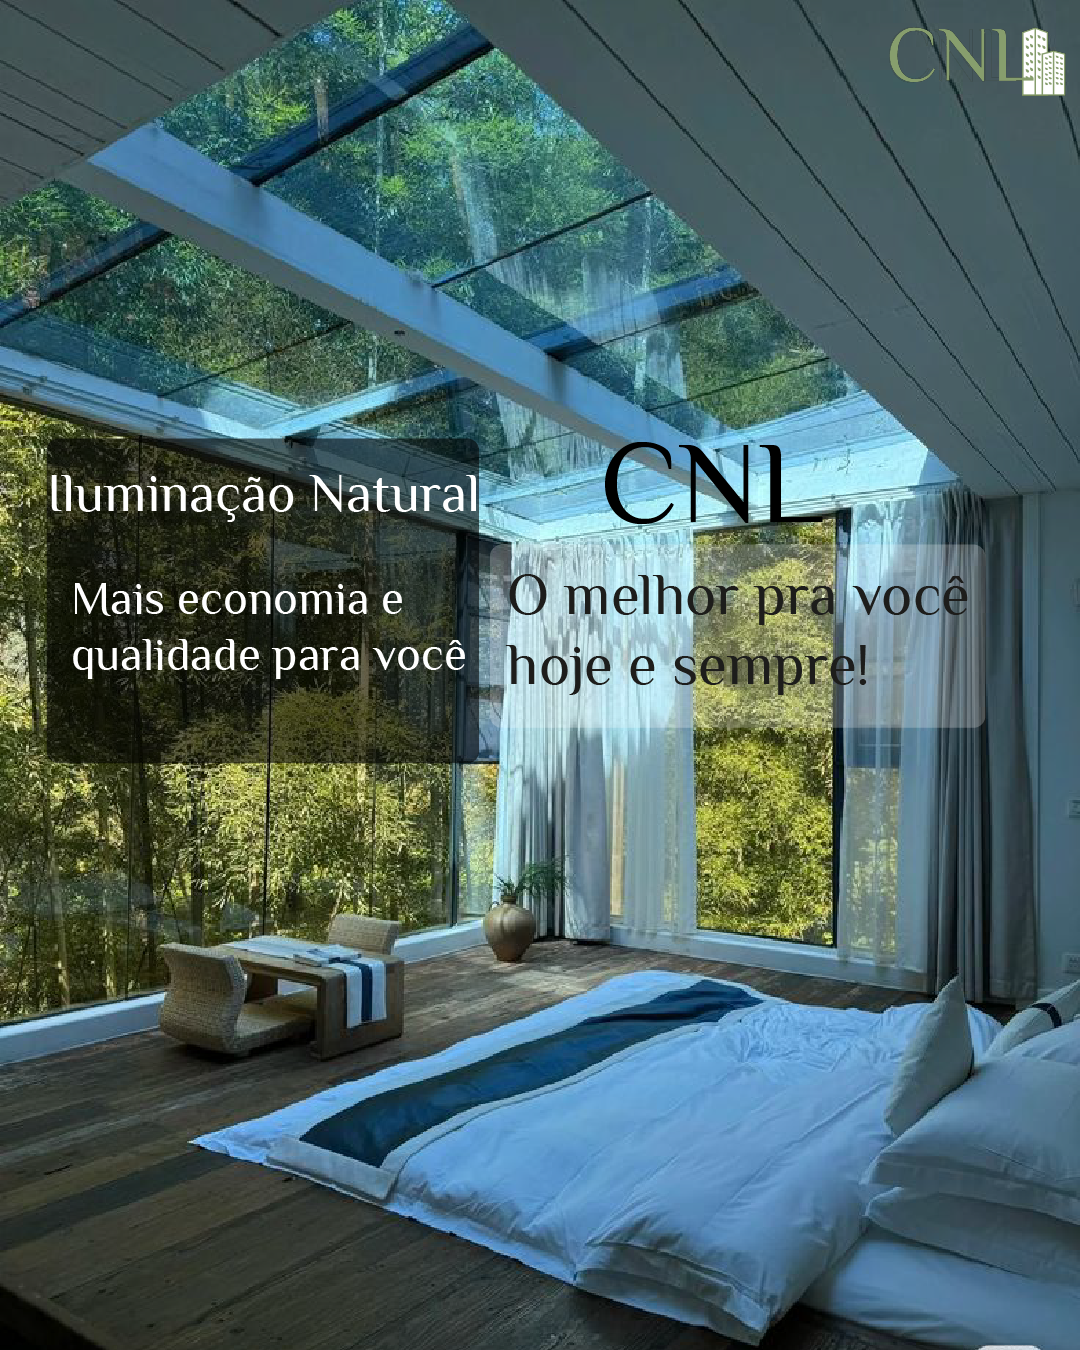 CNL
Iluminação Natural
Mais economia e
qualidade para você
CNL
O melhor pra você
hoje e sempre!